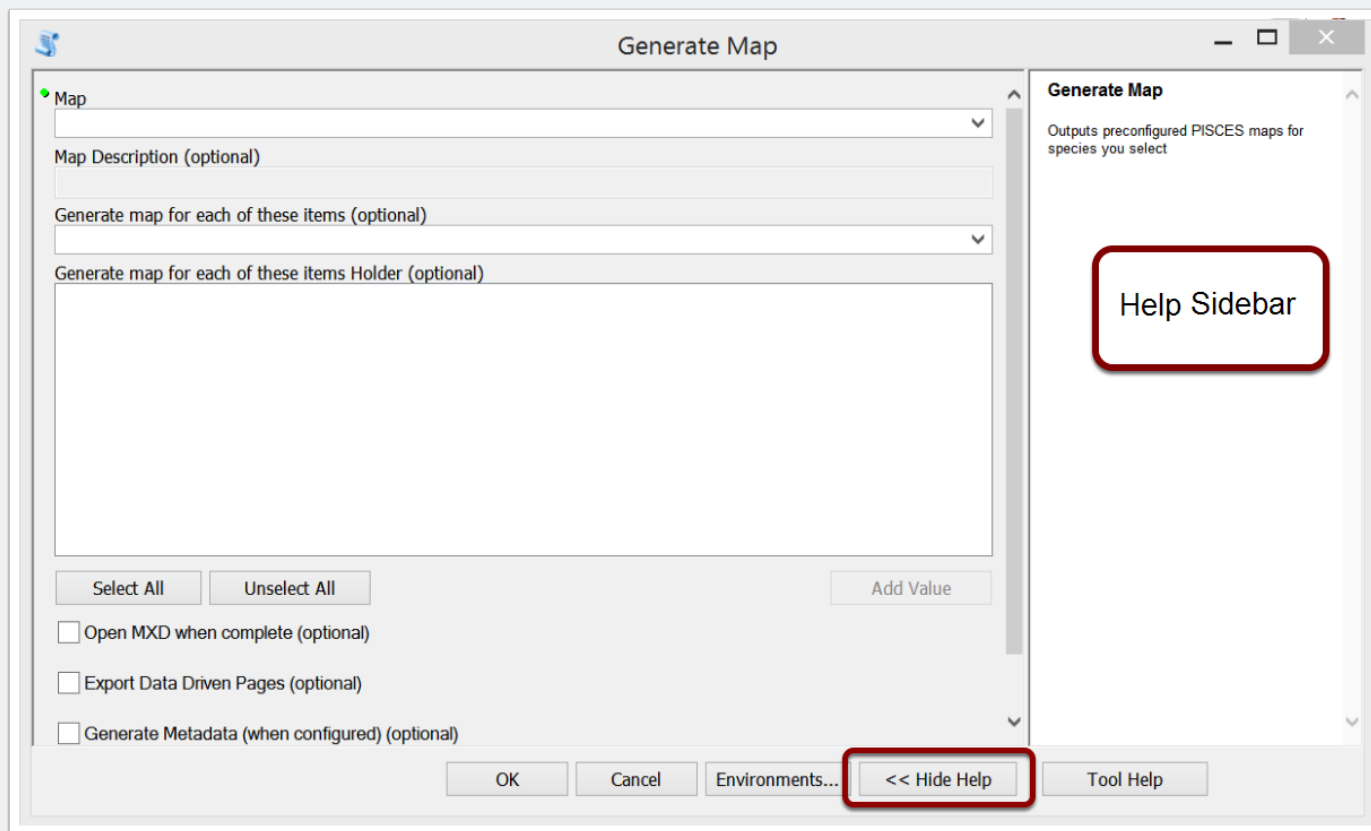 Generate Map
Map
Map Description (optional)
Generate map for each of these items (optional)
Generate map for each of these items Holder (optional)
Select All
Unselect All
Add Value
Open MXD when complete (optional)
Export Data Driven Pages (optional)
Generate Metadata (when configured) (optional)
Generate Map
Outputs preconfigured PISCES maps for
species you select
Help Sidebar
OK
Cancel
Environments...
<< Hide Help
Tool Help